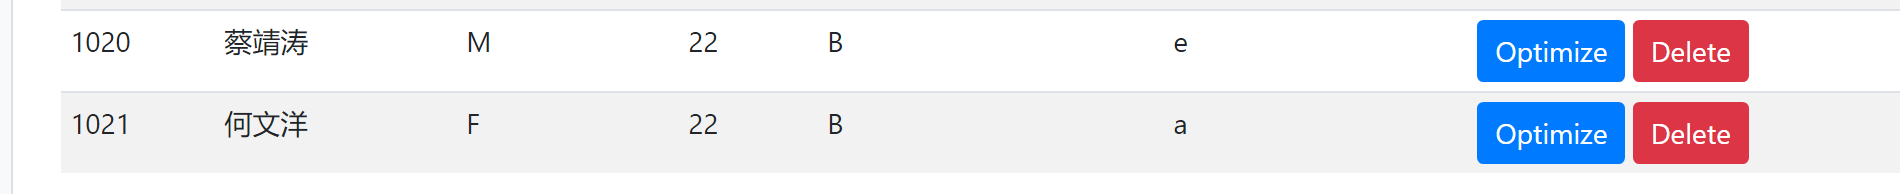 1020 蔡靖涛 M 22 B e Optimize Delete
1021 何文洋 F 22 B a Optimize Delete